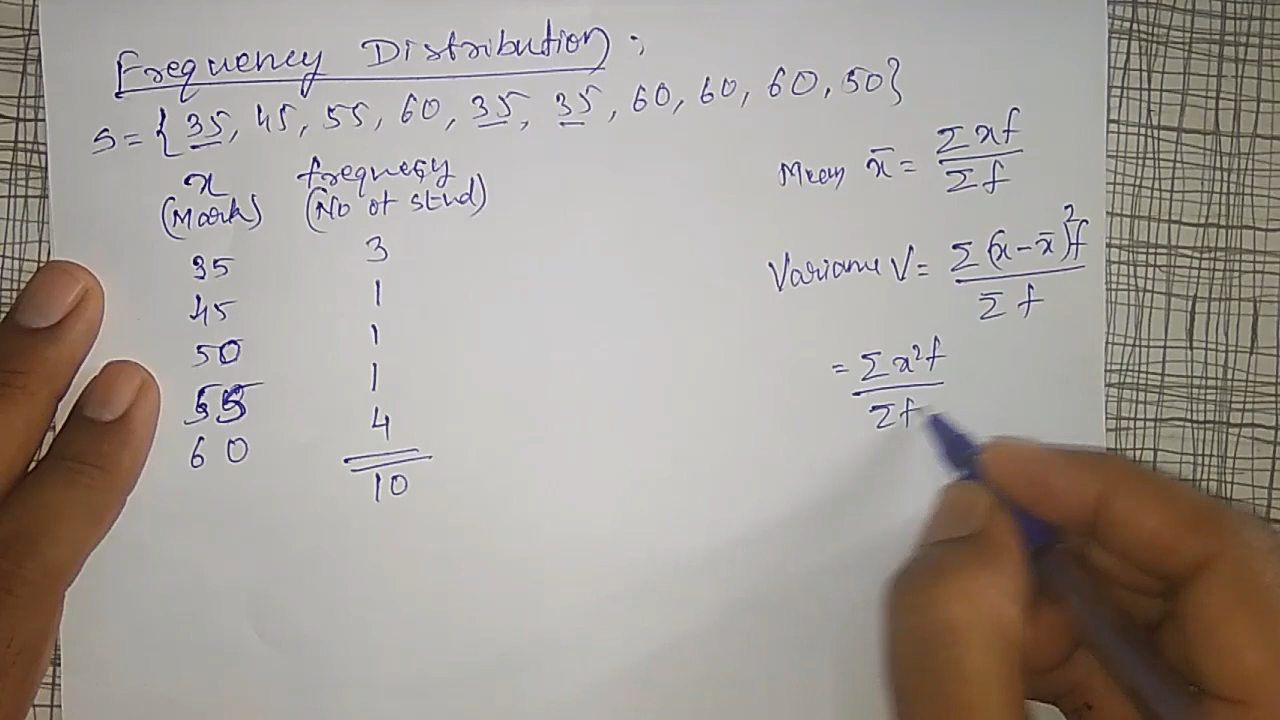 Frequency Distribution:
S = {35, 45, 55, 60, 35, 35, 60, 60, 60, 50}
x frequency
(Mark) (No of stud)
35 3
45 1
50 1
55 1
60 4
10
Mean x̄ = Σxf / Σf
Variance V = Σ(x-x̄)²f / Σf
= Σx²f / Σf